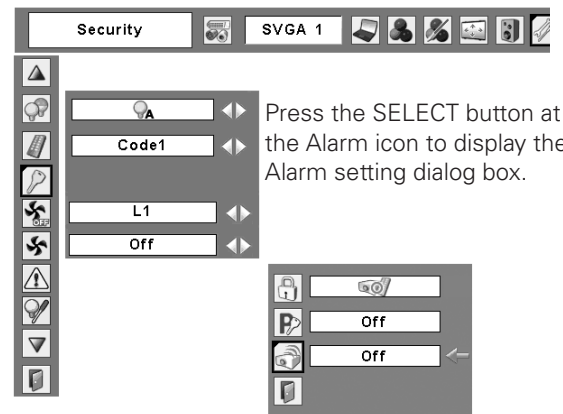 Security
SVGA 1
A
Code1
L1
Off
OFF
Press the SELECT button at
the Alarm icon to display the
Alarm setting dialog box.
P
Off
Off